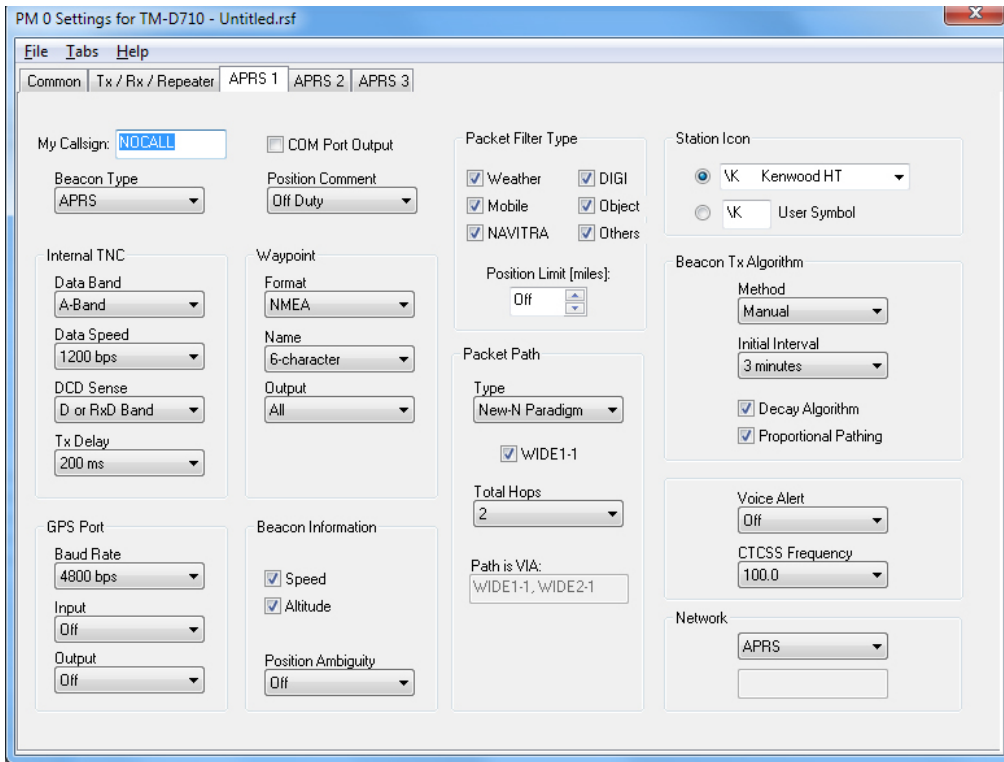 PM 0 Settings for TM-D710 - Untitled.rsf
File Tabs Help
Common Tx / Rx / Repeater APRS 1 APRS 2 APRS 3
My Callsign: NOCALL
COM Port Output
Beacon Type
APRS
Position Comment
Off Duty
Internal TNC
Data Band
A-Band
Data Speed
1200 bps
DCD Sense
D or RxD Band
Tx Delay
200 ms
Waypoint
Format
NMEA
Name
6-character
Output
All
GPS Port
Baud Rate
4800 bps
Input
Off
Output
Off
Beacon Information
Speed
Altitude
Position Ambiguity
Off
Packet Filter Type
Weather DIGI
Mobile Object
NAVITRA Others
Position Limit [miles]:
Off
Packet Path
Type
New-N Paradigm
WIDE1-1
Total Hops
2
Path is VIA:
WIDE1-1, WIDE2-1
Station Icon
\K Kenwood HT
\K User Symbol
Beacon Tx Algorithm
Method
Manual
Initial Interval
3 minutes
Decay Algorithm
Proportional Pathing
Voice Alert
Off
CTCSS Frequency
100.0
Network
APRS